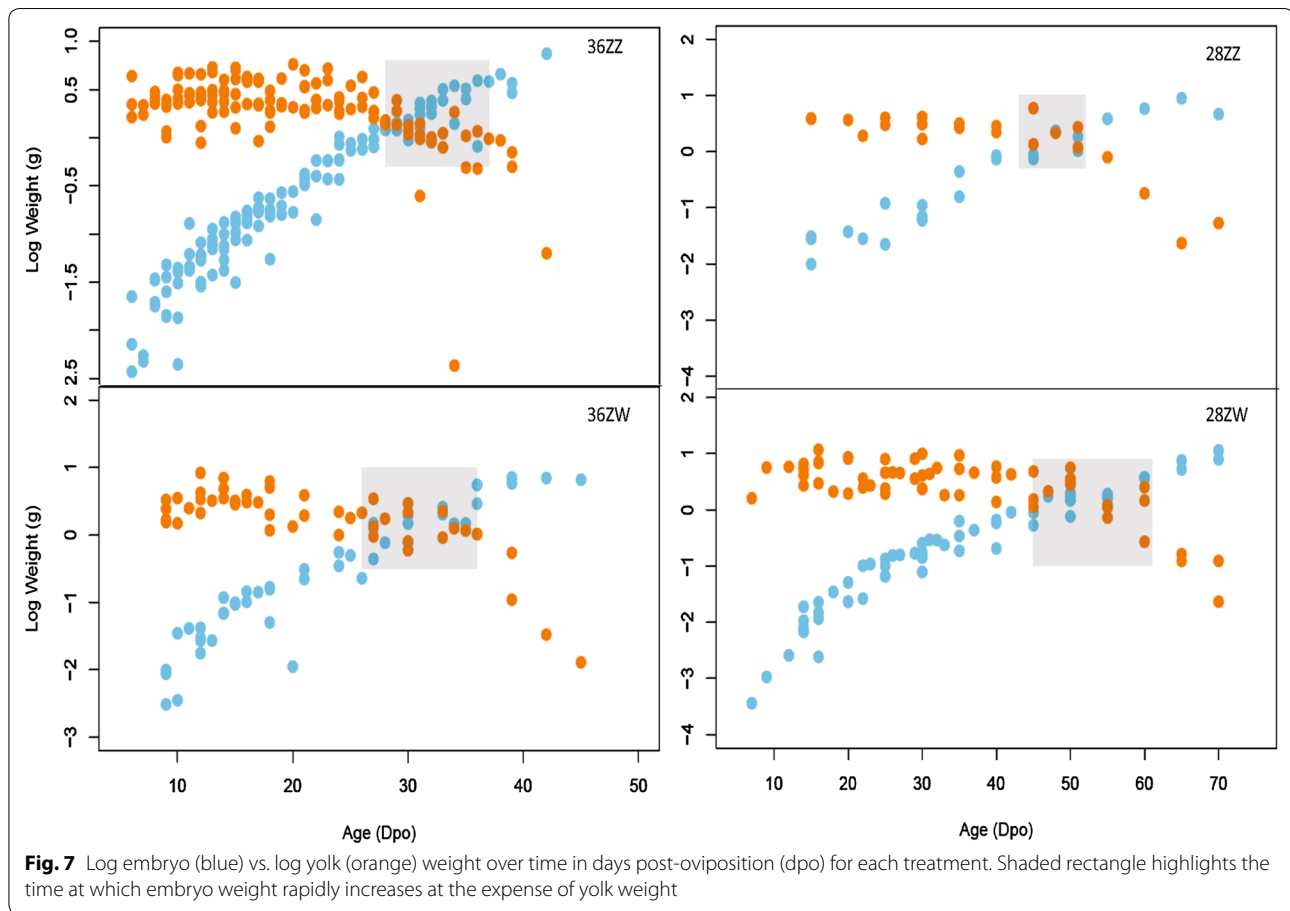 36ZZ
1.0
0.5
−0.5
−1.5
2.5
Log Weight (g)
28ZZ
2
1
0
−1
−2
−3
−4
36ZW
2
1
0
−1
−2
−3
Log Weight (g)
10 20 30 40 50
Age (Dpo)
28ZW
2
1
0
−1
−2
−3
−4
10 20 30 40 50 60 70
Age (Dpo)
Fig. 7 Log embryo (blue) vs. log yolk (orange) weight over time in days post-oviposition (dpo) for each treatment. Shaded rectangle highlights the
time at which embryo weight rapidly increases at the expense of yolk weight